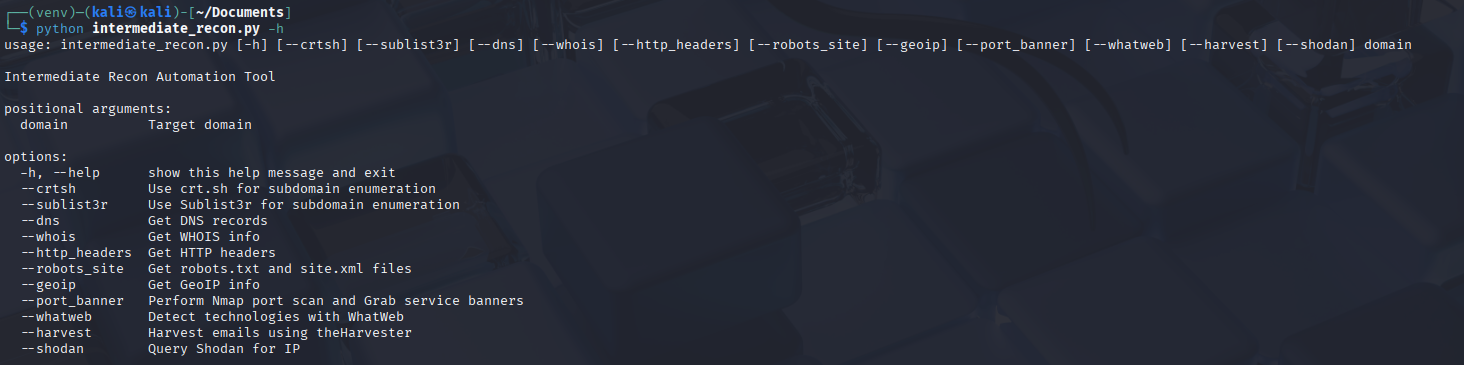 ┌──(venv)─(kali㉿kali)-[~/Documents]
└─$ python intermediate_recon.py -h
usage: intermediate_recon.py [-h] [--crtsh] [--sublist3r] [--dns] [--whois] [--http_headers] [--robots_site] [--geoip] [--port_banner] [--whatweb] [--harvest] [--shodan] domain
Intermediate Recon Automation Tool
positional arguments:
  domain          Target domain
options:
  -h, --help      show this help message and exit
  --crtsh         Use crt.sh for subdomain enumeration
  --sublist3r     Use Sublist3r for subdomain enumeration
  --dns           Get DNS records
  --whois         Get WHOIS info
  --http_headers  Get HTTP headers
  --robots_site   Get robots.txt and site.xml files
  --geoip         Get GeoIP info
  --port_banner   Perform Nmap port scan and Grab service banners
  --whatweb       Detect technologies with WhatWeb
  --harvest       Harvest emails using theHarvester
  --shodan        Query Shodan for IP